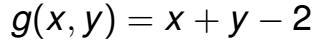 g(x, y) = x + y − 2